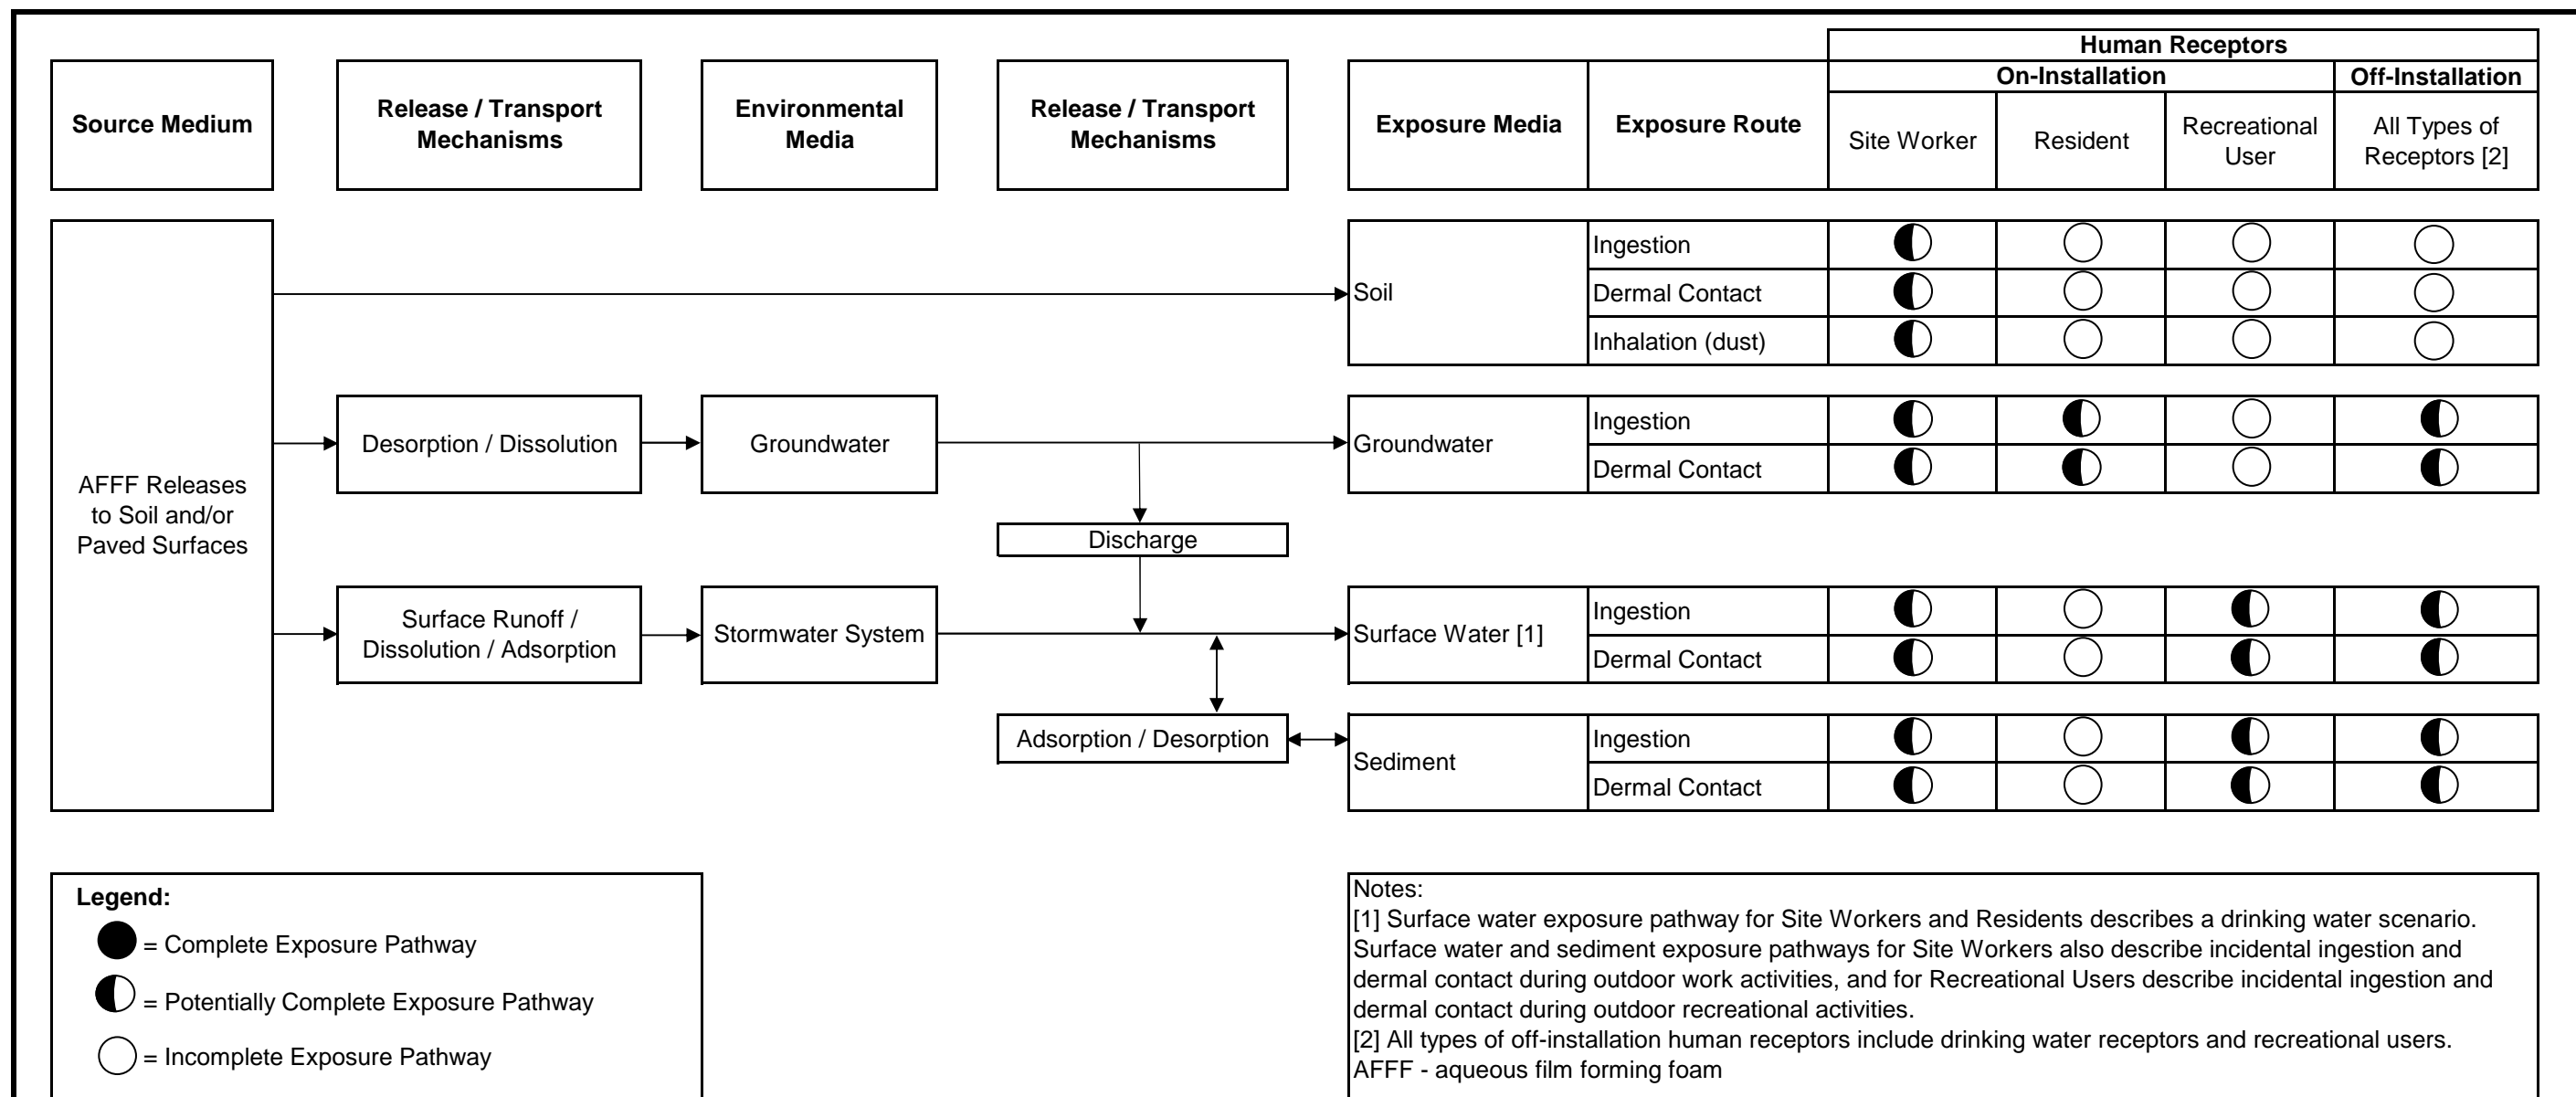 Human Receptors
On-Installation
Off-Installation
Source Medium
Release / Transport
Mechanisms
Environmental
Media
Release / Transport
Mechanisms
Exposure Media
Exposure Route
Site Worker
Resident
Recreational
User
All Types of
Receptors [2]
AFFF Releases
to Soil and/or
Paved Surfaces
Soil
Ingestion
Dermal Contact
Inhalation (dust)
Desorption / Dissolution
Groundwater
Groundwater
Ingestion
Dermal Contact
Discharge
Surface Runoff /
Dissolution / Adsorption
Stormwater System
Surface Water [1]
Ingestion
Dermal Contact
Adsorption / Desorption
Sediment
Ingestion
Dermal Contact
Legend:
= Complete Exposure Pathway
= Potentially Complete Exposure Pathway
= Incomplete Exposure Pathway
Notes:
[1] Surface water exposure pathway for Site Workers and Residents describes a drinking water scenario.
Surface water and sediment exposure pathways for Site Workers also describe incidental ingestion and
dermal contact during outdoor work activities, and for Recreational Users describe incidental ingestion and
dermal contact during outdoor recreational activities.
[2] All types of off-installation human receptors include drinking water receptors and recreational users.
AFFF - aqueous film forming foam